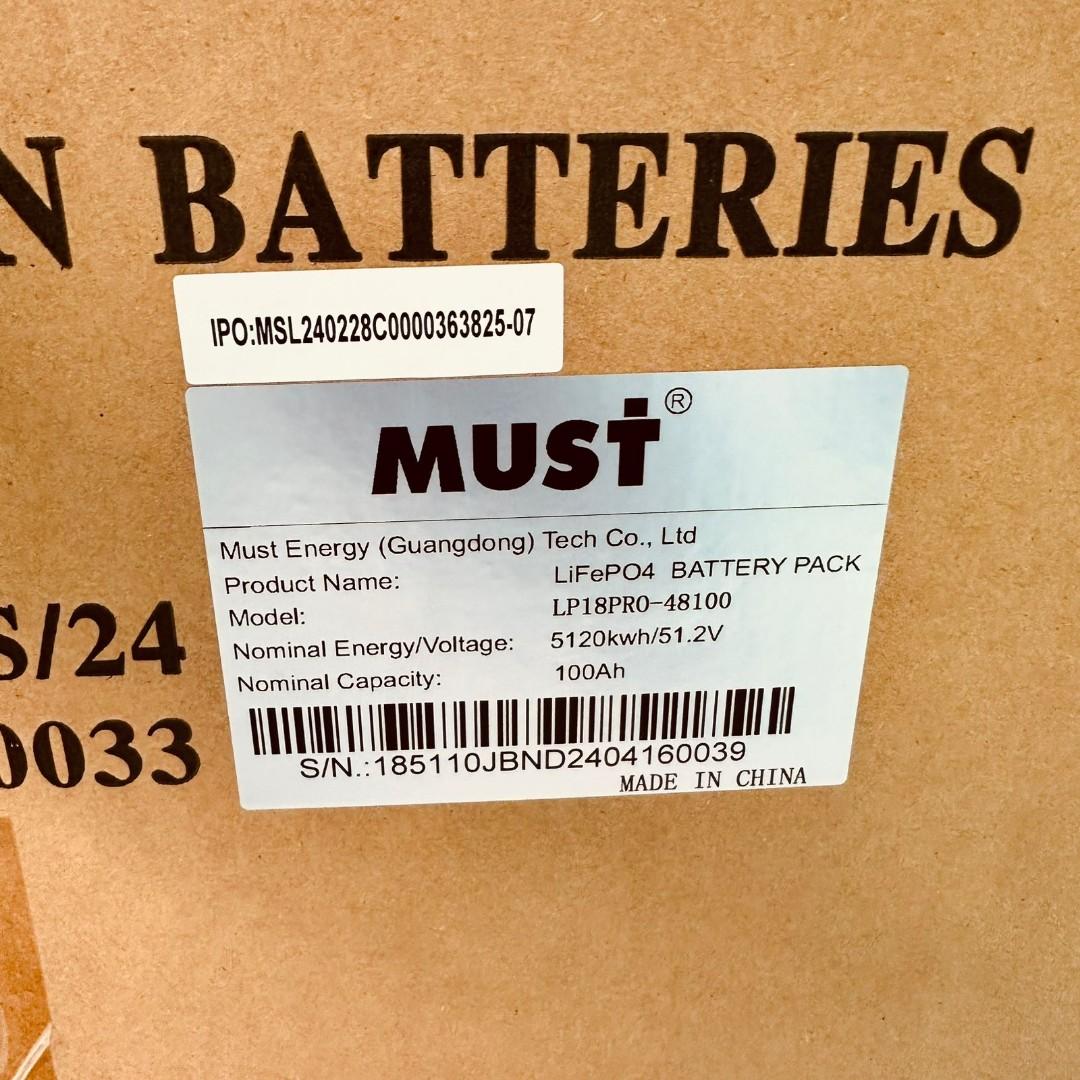 N BATTERIES
IPO:MSL240228C0000363825-07
MUST®
Must Energy (Guangdong) Tech Co., Ltd
Product Name: LiFePO4 BATTERY PACK
Model: LP18PRO-48100
Nominal Energy/Voltage: 5120kwh/51.2V
Nominal Capacity: 100Ah
S/24
0033
S/N.:185110JBND2404160039
MADE IN CHINA